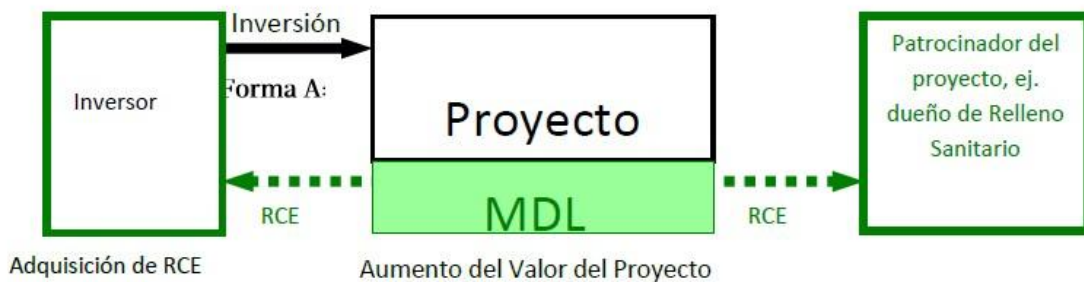 Inversión
Forma A:
Inversor
Proyecto
MDL
RCE
RCE
Patrocinador del
proyecto, ej.
dueño de Relleno
Sanitario
Adquisición de RCE
Aumento del Valor del Proyecto